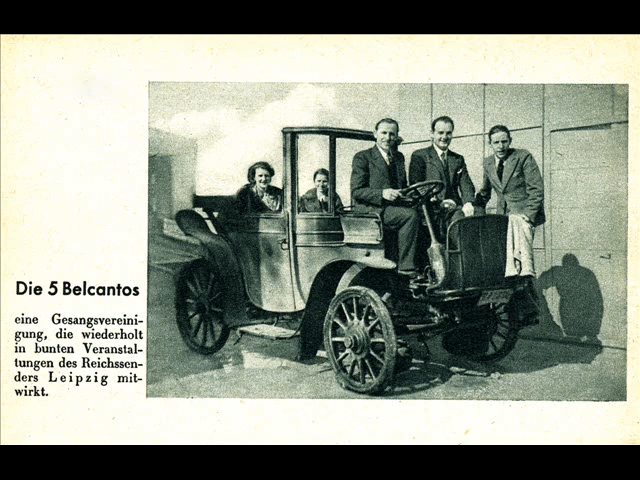 Die 5 Belcantos
eine Gesangsvereini-
gung, die wiederholt
in bunten Veranstal-
tungen des Reichssen-
ders Leipzig mit-
wirkt.